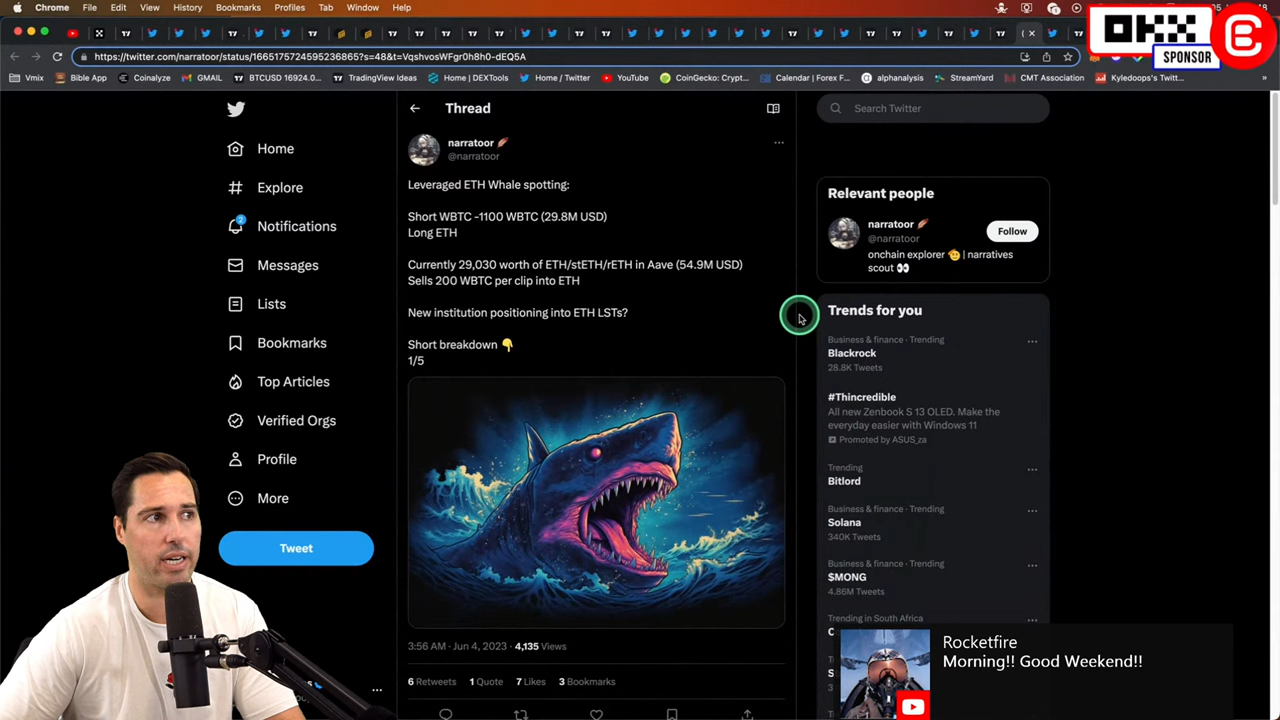 Chrome File Edit View History Bookmarks Profiles Tab Window Help
https://twitter.com/narratoor/status/1665175724595236865?s=48&t=VqshvosWFgr0h8h0-dEQ5A
OKX
SPONSOR
Vmix Bible App Coinalyze GMAIL BTCUSD 16924.0... TradingView Ideas Home | DEXTools Home / Twitter YouTube CoinGecko: Crypt... Calendar | Forex F... alphanalysis StreamYard CMT Association Kyledoops's Twitt...
Thread
Search Twitter
Home
Explore
2
Notifications
Messages
Lists
Bookmarks
Top Articles
Verified Orgs
Profile
More
Tweet
narratoor
@narratoor
Leveraged ETH Whale spotting:
Short WBTC ~1100 WBTC (29.8M USD)
Long ETH
Currently 29,030 worth of ETH/stETH/rETH in Aave (54.9M USD)
Sells 200 WBTC per clip into ETH
New institution positioning into ETH LSTs?
Short breakdown
1/5
3:56 AM · Jun 4, 2023 · 4,135 Views
6 Retweets 1 Quote 7 Likes 3 Bookmarks
Relevant people
narratoor
@narratoor
Follow
onchain explorer | narratives
scout
Trends for you
Business & finance · Trending
Blackrock
28.8K Tweets
#Thincredible
All new Zenbook S 13 OLED. Make the
everyday easier with Windows 11
Promoted by ASUS_za
Trending
Bitlord
Business & finance · Trending
Solana
340K Tweets
Business & finance · Trending
$MONG
4.86M Tweets
Trending in South Africa
Rocketfire
Morning!! Good Weekend!!